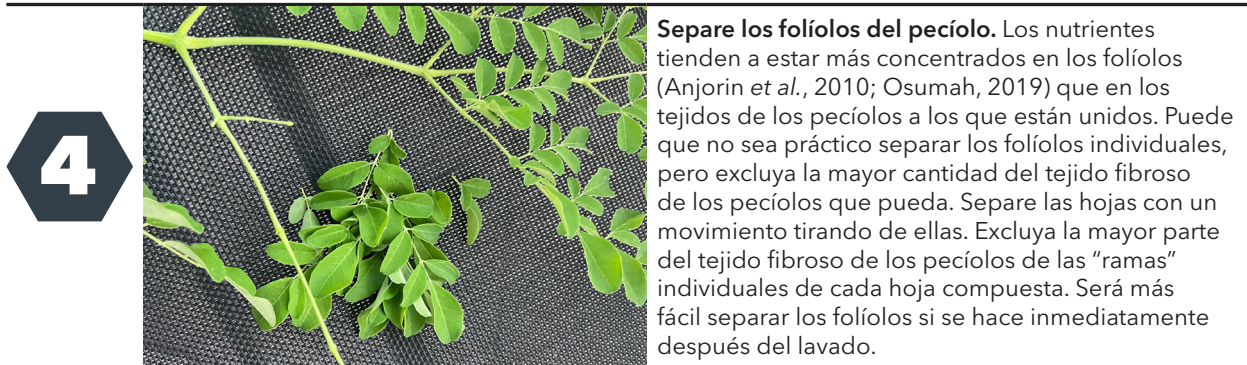 4
Separe los folíolos del pecíolo. Los nutrientes
tienden a estar más concentrados en los folíolos
(Anjorin et al., 2010; Osumah, 2019) que en los
tejidos de los pecíolos a los que están unidos. Puede
que no sea práctico separar los folíolos individuales,
pero excluya la mayor cantidad del tejido fibroso
de los pecíolos que pueda. Separe las hojas con un
movimiento tirando de ellas. Excluya la mayor parte
del tejido fibroso de los pecíolos de las “ramas”
individuales de cada hoja compuesta. Será más
fácil separar los folíolos si se hace inmediatamente
después del lavado.